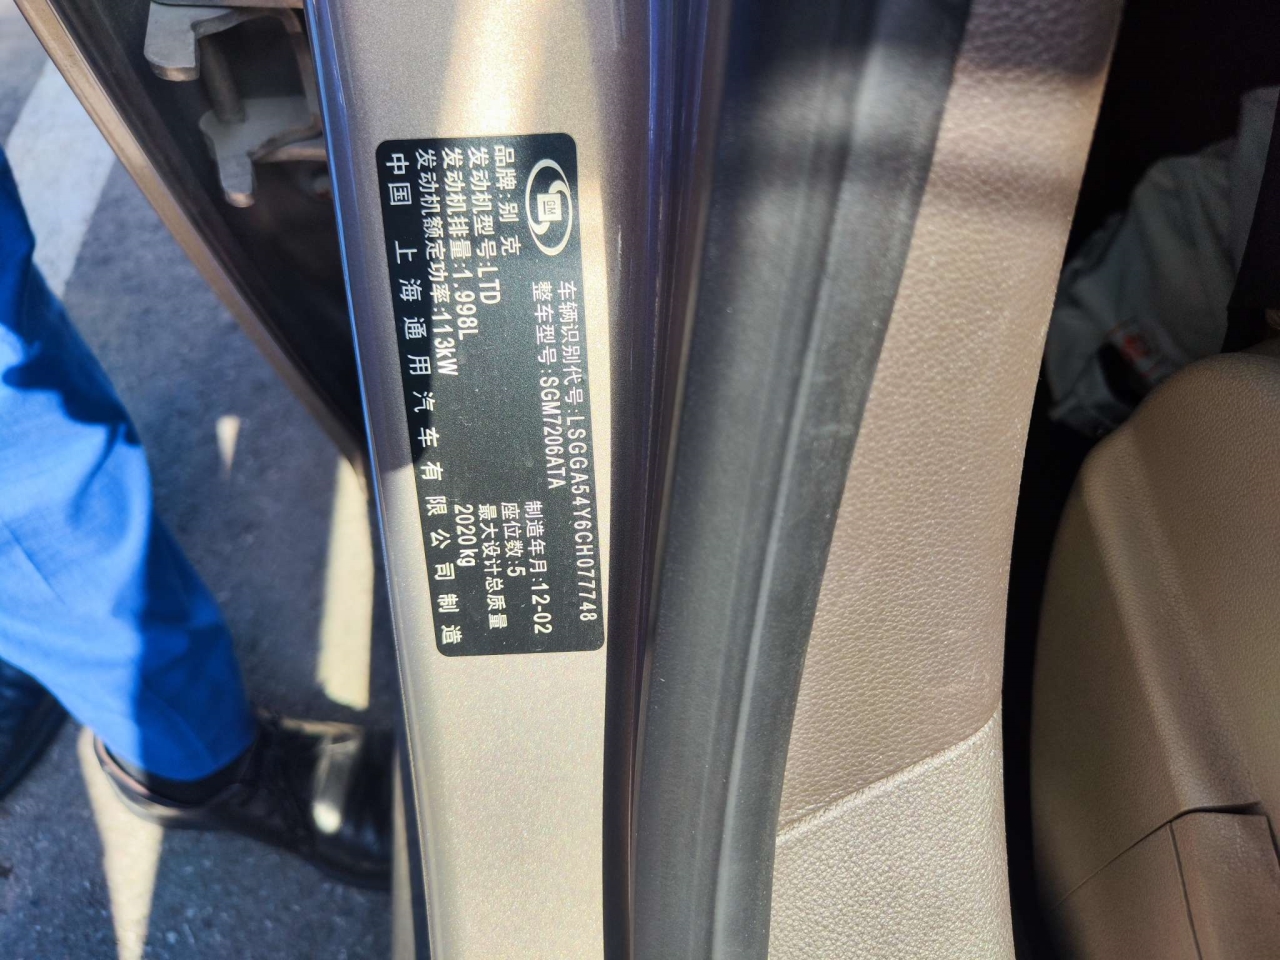 GM
车辆识别代号:LSGGA54Y6CH077748
整车型号:SGM7206ATA
品牌:别克
制造年月:12-02
发动机型号:LTD
座位数:5
发动机排量:1.998L
最大设计总质量
发动机额定功率:113kW
2020kg
中国 上海通用汽车有限公司制造